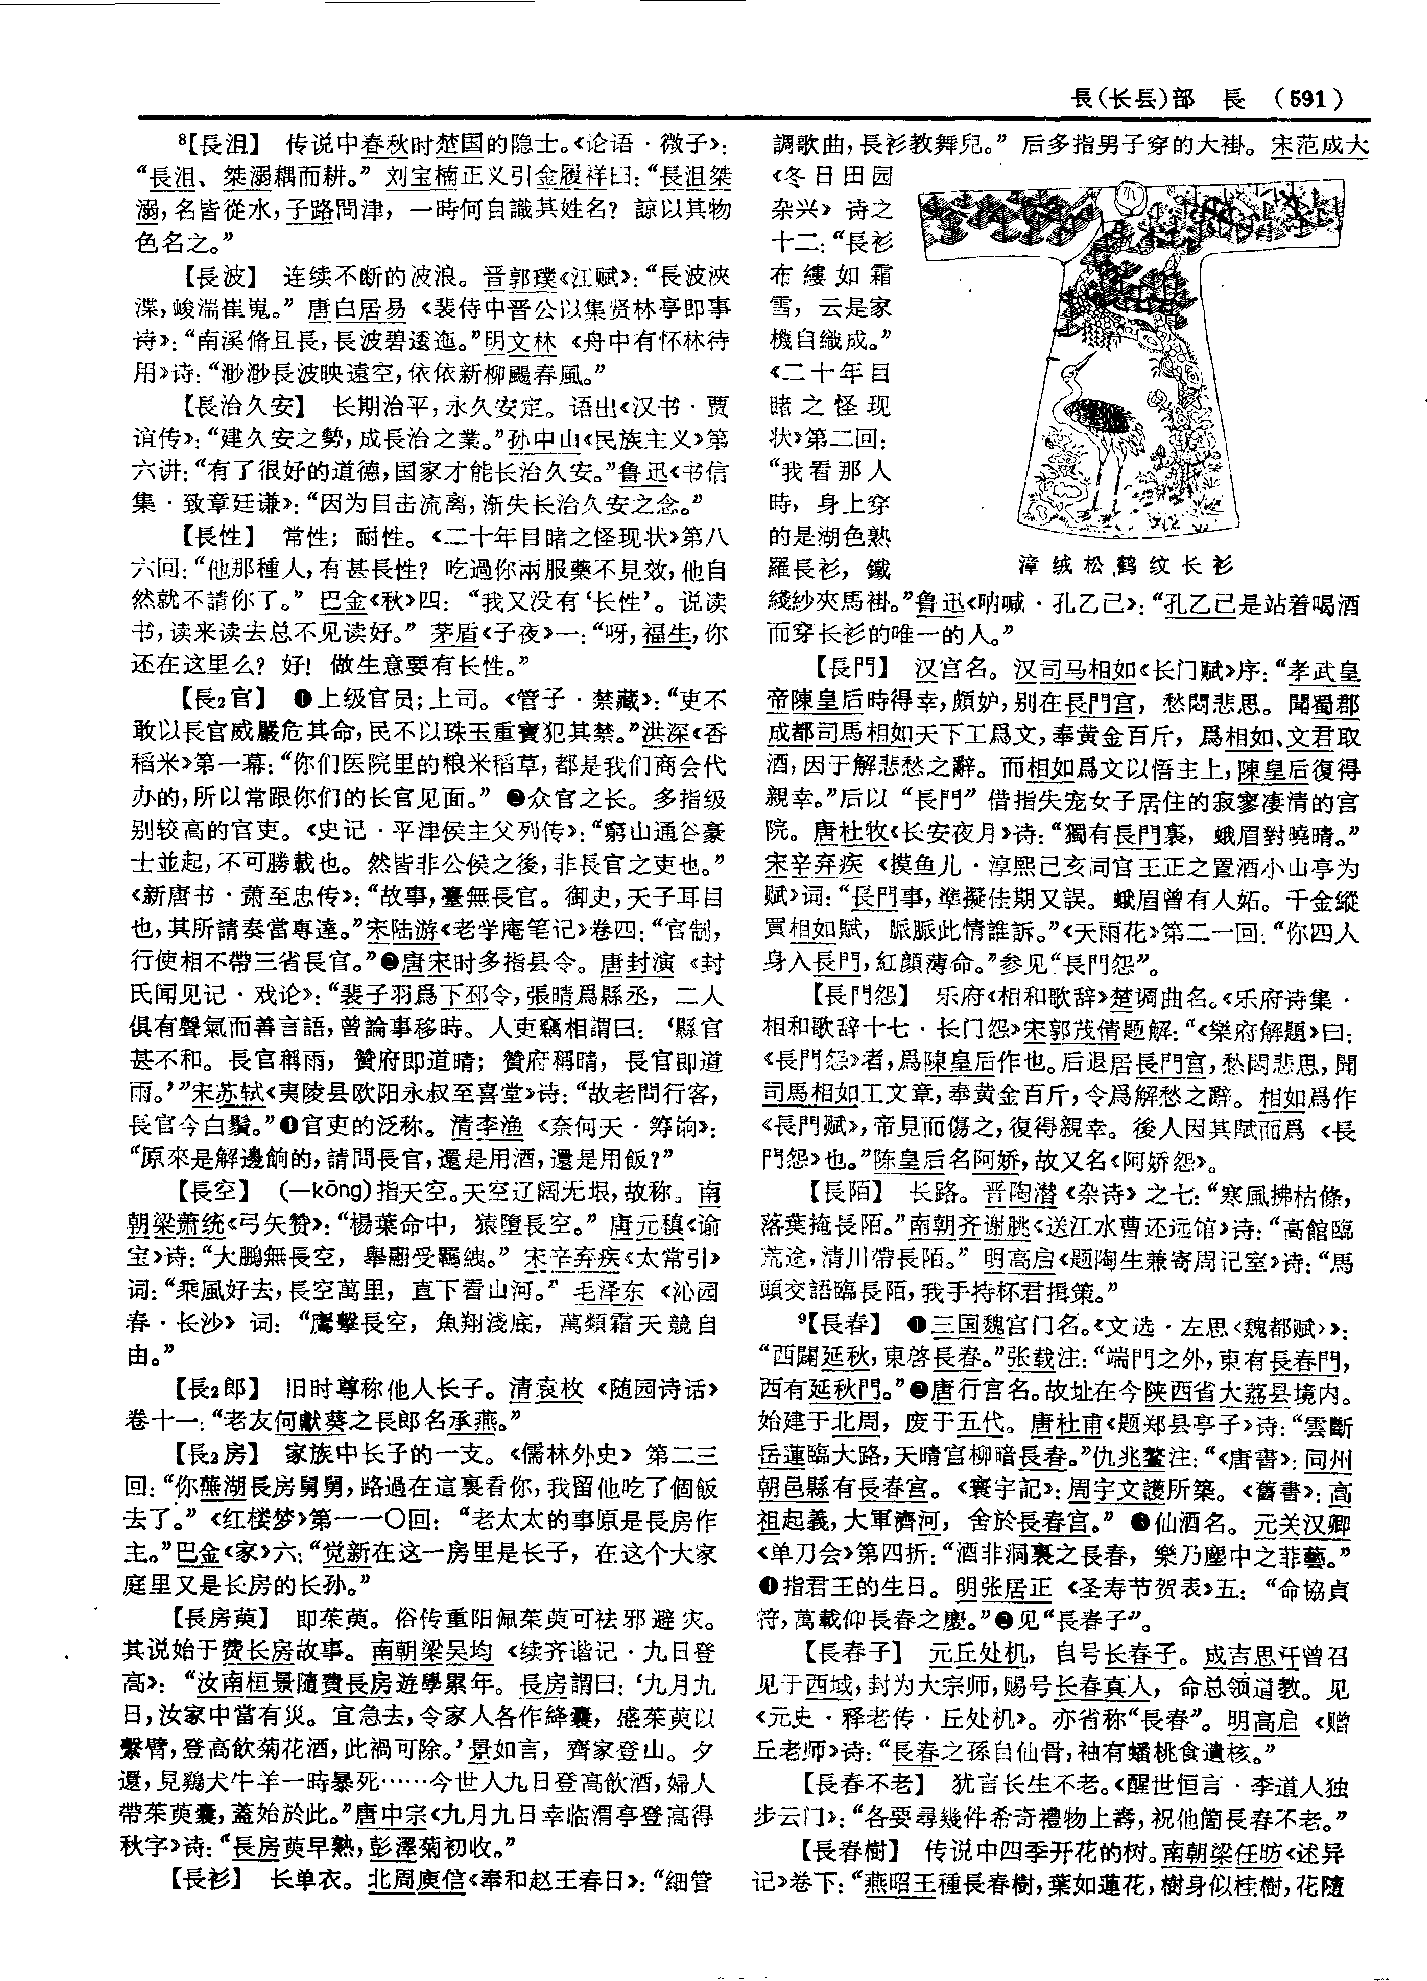 長(长镸)部　長　(591)
⁸【長沮】　传说中春秋时楚国的隐士。《论语·微子》：
“長沮、桀溺耦而耕。”刘宝楠正义引金履祥曰：“長沮桀
溺，名皆從水，子路問津，一時何自識其姓名？諒以其物
色名之。”
【長波】　连续不断的波浪。晋郭璞《江赋》：“長波浹
渫，峻湍崔嵬。”唐白居易《裴侍中晋公以集贤林亭即事
诗》：“南溪脩且長，長波碧逶迤。”明文林《舟中有怀林待
用》诗：“渺渺長波映遠空，依依新柳颺春風。”
【長治久安】　长期治平，永久安定。语出《汉书·贾
谊传》：“建久安之勢，成長治之業。”孙中山《民族主义》第
六讲：“有了很好的道德，国家才能长治久安。”鲁迅《书信
集·致章廷谦》：“因为目击流离，渐失长治久安之念。”
【長性】　常性；耐性。《二十年目睹之怪现状》第八
六回：“他那種人，有甚長性？吃過你兩服藥不見效，他自
然就不請你了。”巴金《秋》四：“我又没有‘长性’。说读
书，读来读去总不见读好。”茅盾《子夜》一：“呀，福生，你
还在这里么？好！做生意要有长性。”
【長₂官】　❶上级官员；上司。《管子·禁藏》：“吏不
敢以長官威嚴危其命，民不以珠玉重寶犯其禁。”洪深《香
稻米》第一幕：“你们医院里的粮米稻草，都是我们商会代
办的，所以常跟你们的长官见面。”❷众官之长。多指级
别较高的官吏。《史记·平津侯主父列传》：“窮山通谷豪
士並起，不可勝載也。然皆非公侯之後，非長官之吏也。”
《新唐书·萧至忠传》：“故事，臺無長官。御史，天子耳目
也，其所請奏當專達。”宋陆游《老学庵笔记》卷四：“官制，
行使相不帶三省長官。”❸唐宋时多指县令。唐封演《封
氏闻见记·戏论》：“裴子羽爲下邳令，張晴爲縣丞，二人
俱有聲氣而善言語，曾論事移時。人吏竊相謂曰：‘縣官
甚不和。長官稱雨，贊府即道晴；贊府稱晴，長官即道
雨。’”宋苏轼《夷陵县欧阳永叔至喜堂》诗：“故老問行客，
長官今白鬚。”❹官吏的泛称。清李渔《奈何天·筹饷》：
“原來是解邊餉的，請問長官，還是用酒，還是用飯？”
【長空】　（—kōng）指天空。天空辽阔无垠，故称。南
朝梁萧统《弓矢赞》：“楊葉命中，猿墮長空。”唐元稹《谕
宝》诗：“大鵬無長空，舉翮受羈紲。”宋辛弃疾《太常引》
词：“乘風好去，長空萬里，直下看山河。”毛泽东《沁园
春·长沙》词：“鷹擊長空，魚翔淺底，萬類霜天競自
由。”
【長₂郎】　旧时尊称他人长子。清袁枚《随园诗话》
卷十一：“老友何獻葵之長郎名承燕。”
【長₂房】　家族中长子的一支。《儒林外史》第二三
回：“你蕪湖長房舅舅，路過在這裏看你，我留他吃了個飯
去了。”《红楼梦》第一一〇回：“老太太的事原是長房作
主。”巴金《家》六：“觉新在这一房里是长子，在这个大家
庭里又是长房的长孙。”
【長房萸】　即茱萸。俗传重阳佩茱萸可祛邪避灾。
其说始于费长房故事。南朝梁吴均《续齐谐记·九日登
高》：“汝南桓景隨費長房遊學累年。長房謂曰：‘九月九
日，汝家中當有災。宜急去，令家人各作絳囊，盛茱萸以
繫臂，登高飲菊花酒，此禍可除。’景如言，齊家登山。夕
還，見鷄犬牛羊一時暴死……今世人九日登高飲酒，婦人
帶茱萸囊，蓋始於此。”唐中宗《九月九日幸临渭亭登高得
秋字》诗：“長房萸早熟，彭澤菊初收。”
【長衫】　长单衣。北周庾信《奉和赵王春日》：“細管
調歌曲，長衫教舞兒。”后多指男子穿的大褂。宋范成大
《冬日田园
杂兴》诗之
十二：“長衫
布縷如霜
雪，云是家
機自織成。”
《二十年目
睹之怪现
状》第二回：
“我看那人
時，身上穿
的是湖色熟
羅長衫，鐵
綫紗夾馬褂。”鲁迅《呐喊·孔乙己》：“孔乙己是站着喝酒
而穿长衫的唯一的人。”
漳绒松鹤纹长衫
【長門】　汉宫名。汉司马相如《长门赋》序：“孝武皇
帝陳皇后時得幸，頗妒，别在長門宫，愁悶悲思。聞蜀郡
成都司馬相如天下工爲文，奉黄金百斤，爲相如、文君取
酒，因于解悲愁之辭。而相如爲文以悟主上，陳皇后復得
親幸。”后以“長門”借指失宠女子居住的寂寥凄清的宫
院。唐杜牧《长安夜月》诗：“獨有長門裏，蛾眉對曉晴。”
宋辛弃疾《摸鱼儿·淳熙己亥同官王正之置酒小山亭为
赋》词：“長門事，準擬佳期又誤。蛾眉曾有人妬。千金縱
買相如賦，脈脈此情誰訴。”《天雨花》第二一回：“你四人
身入長門，紅顔薄命。”参见“長門怨”。
【長門怨】　乐府《相和歌辞》楚调曲名。《乐府诗集·
相和歌辞十七·长门怨》宋郭茂倩题解：“《樂府解題》曰：
《長門怨》者，爲陳皇后作也。后退居長門宫，愁悶悲思，聞
司馬相如工文章，奉黄金百斤，令爲解愁之辭。相如爲作
《長門賦》，帝見而傷之，復得親幸。後人因其賦而爲《長
門怨》也。”陈皇后名阿娇，故又名《阿娇怨》。
【長陌】　长路。晋陶潜《杂诗》之七：“寒風拂枯條，
落葉掩長陌。”南朝齐谢朓《送江水曹还远馆》诗：“高館臨
荒途，清川帶長陌。”明高启《题陶生兼寄周记室》诗：“馬
頭交語臨長陌，我手持杯君揖策。”
⁹【長春】　❶三国魏宫门名。《文选·左思〈魏都赋〉》：
“西闢延秋，東啓長春。”张载注：“端門之外，東有長春門，
西有延秋門。”❷唐行宫名。故址在今陕西省大荔县境内。
始建于北周，废于五代。唐杜甫《题郑县亭子》诗：“雲斷
岳蓮臨大路，天晴宫柳暗長春。”仇兆鳌注：“《唐書》：同州
朝邑縣有長春宫。《寰宇記》：周宇文護所築。《舊書》：高
祖起義，大軍濟河，舍於長春宫。”❸仙酒名。元关汉卿
《单刀会》第四折：“酒非洞裏之長春，樂乃塵中之菲藝。”
❹指君王的生日。明张居正《圣寿节贺表》五：“命協貞
符，萬載仰長春之慶。”❺见“長春子”。
【長春子】　元丘处机，自号长春子。成吉思汗曾召
见于西域，封为大宗师，赐号长春真人，命总领道教。见
《元史·释老传·丘处机》。亦省称“長春”。明高启《赠
丘老师》诗：“長春之孫自仙骨，袖有蟠桃食遺核。”
【長春不老】　犹言长生不老。《醒世恒言·李道人独
步云门》：“各要尋幾件希奇禮物上壽，祝他箇長春不老。”
【長春樹】　传说中四季开花的树。南朝梁任昉《述异
记》卷下：“燕昭王種長春樹，葉如蓮花，樹身似桂樹，花隨